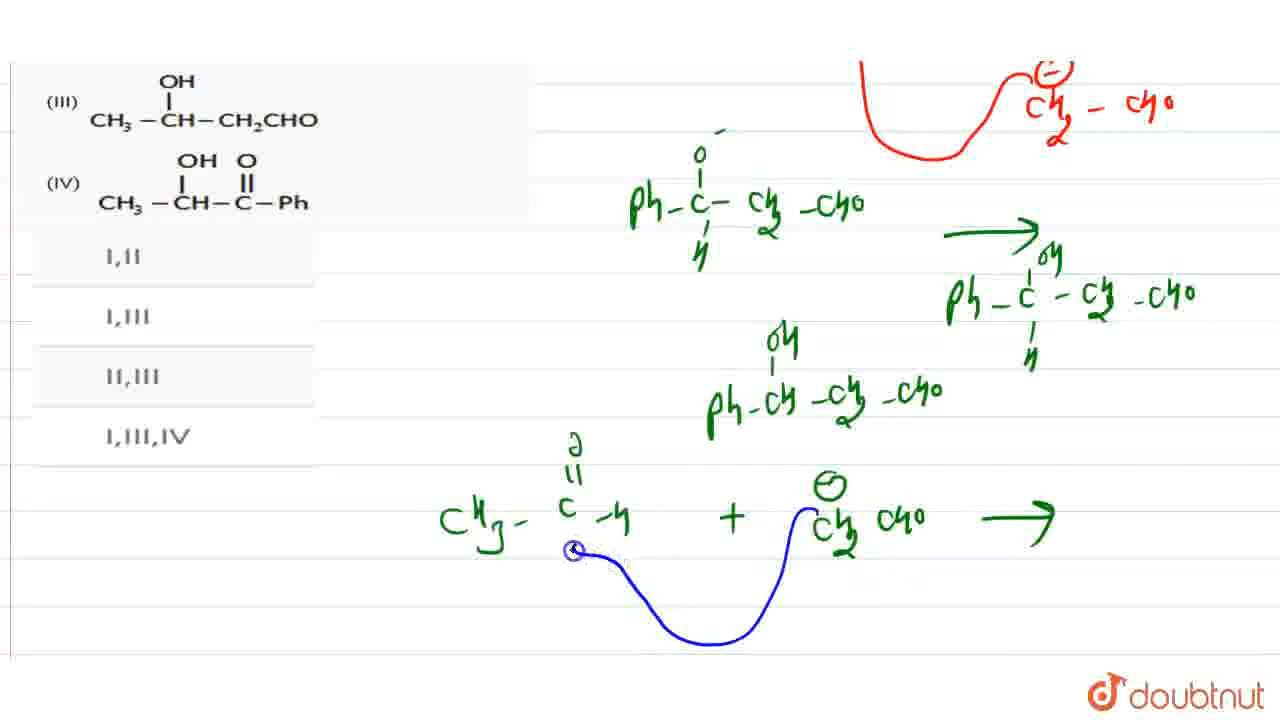 OH
(III) CH₃ – CH – CH₂CHO
OH O
(IV) CH₃ – CH – C – Ph
I,II
I,III
II,III
I,III,IV
⊖
CH₂ – CHO
O⁻
Ph – C – CH₂ – CHO
H
OH
Ph – C – CH₂ – CHO
H
OH
Ph – CH – CH₂ – CHO
O
CH₃ – C – H + CH₂ CHO
⊖
doubtnut